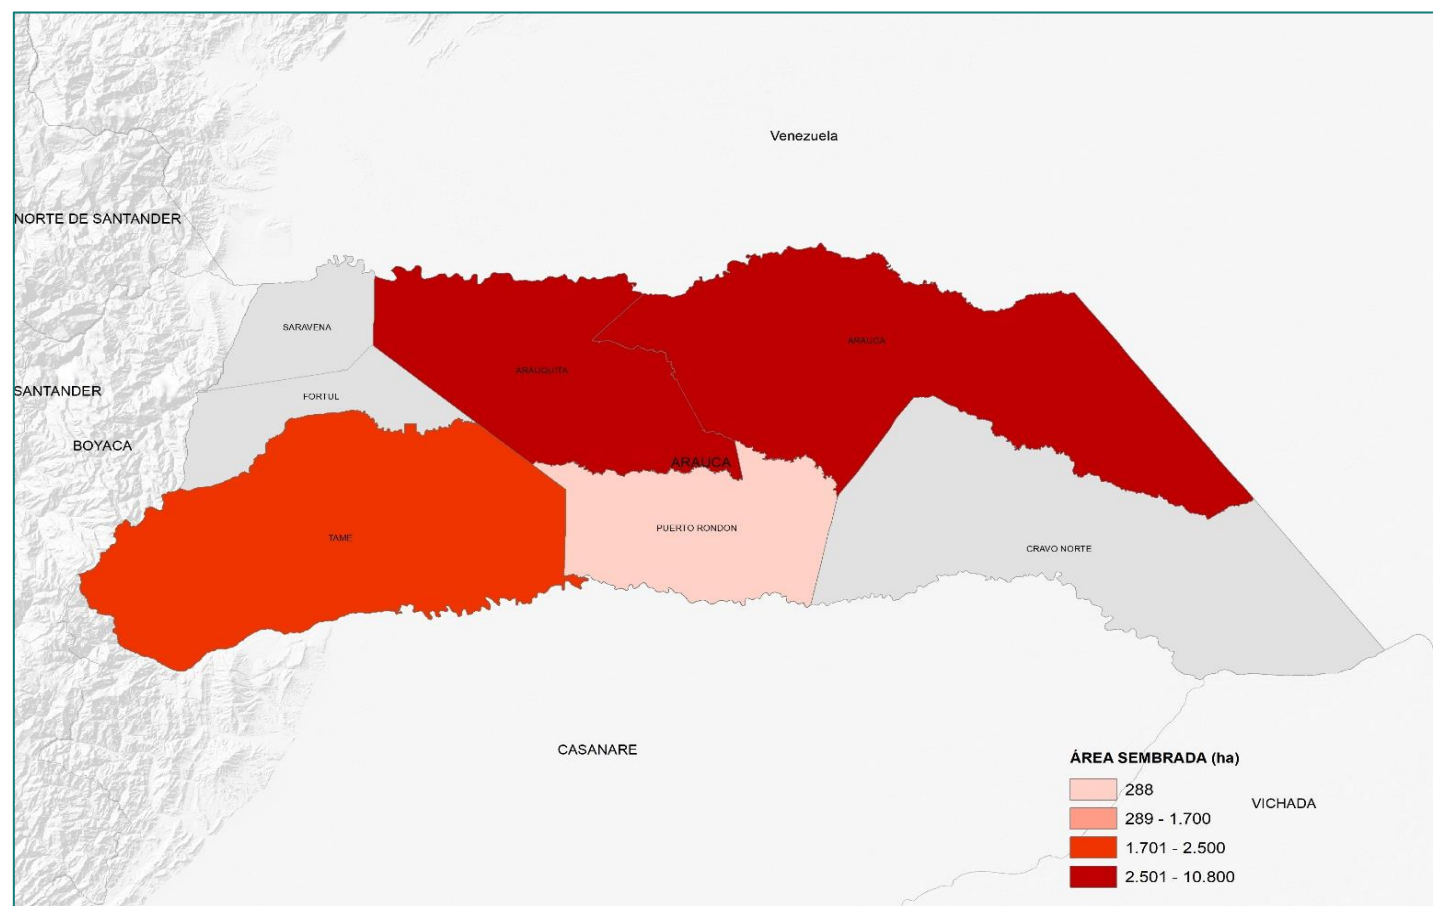 Venezuela
NORTE DE SANTANDER
SARAVENA
ARAUCA
ARAUQUITA
SANTANDER
FORTUL
BOYACA
ARAUCA
PUERTO RONDON
TAME
CRAVO NORTE
CASANARE
ÁREA SEMBRADA (ha)
288
VICHADA
289 - 1.700
1.701 - 2.500
2.501 - 10.800